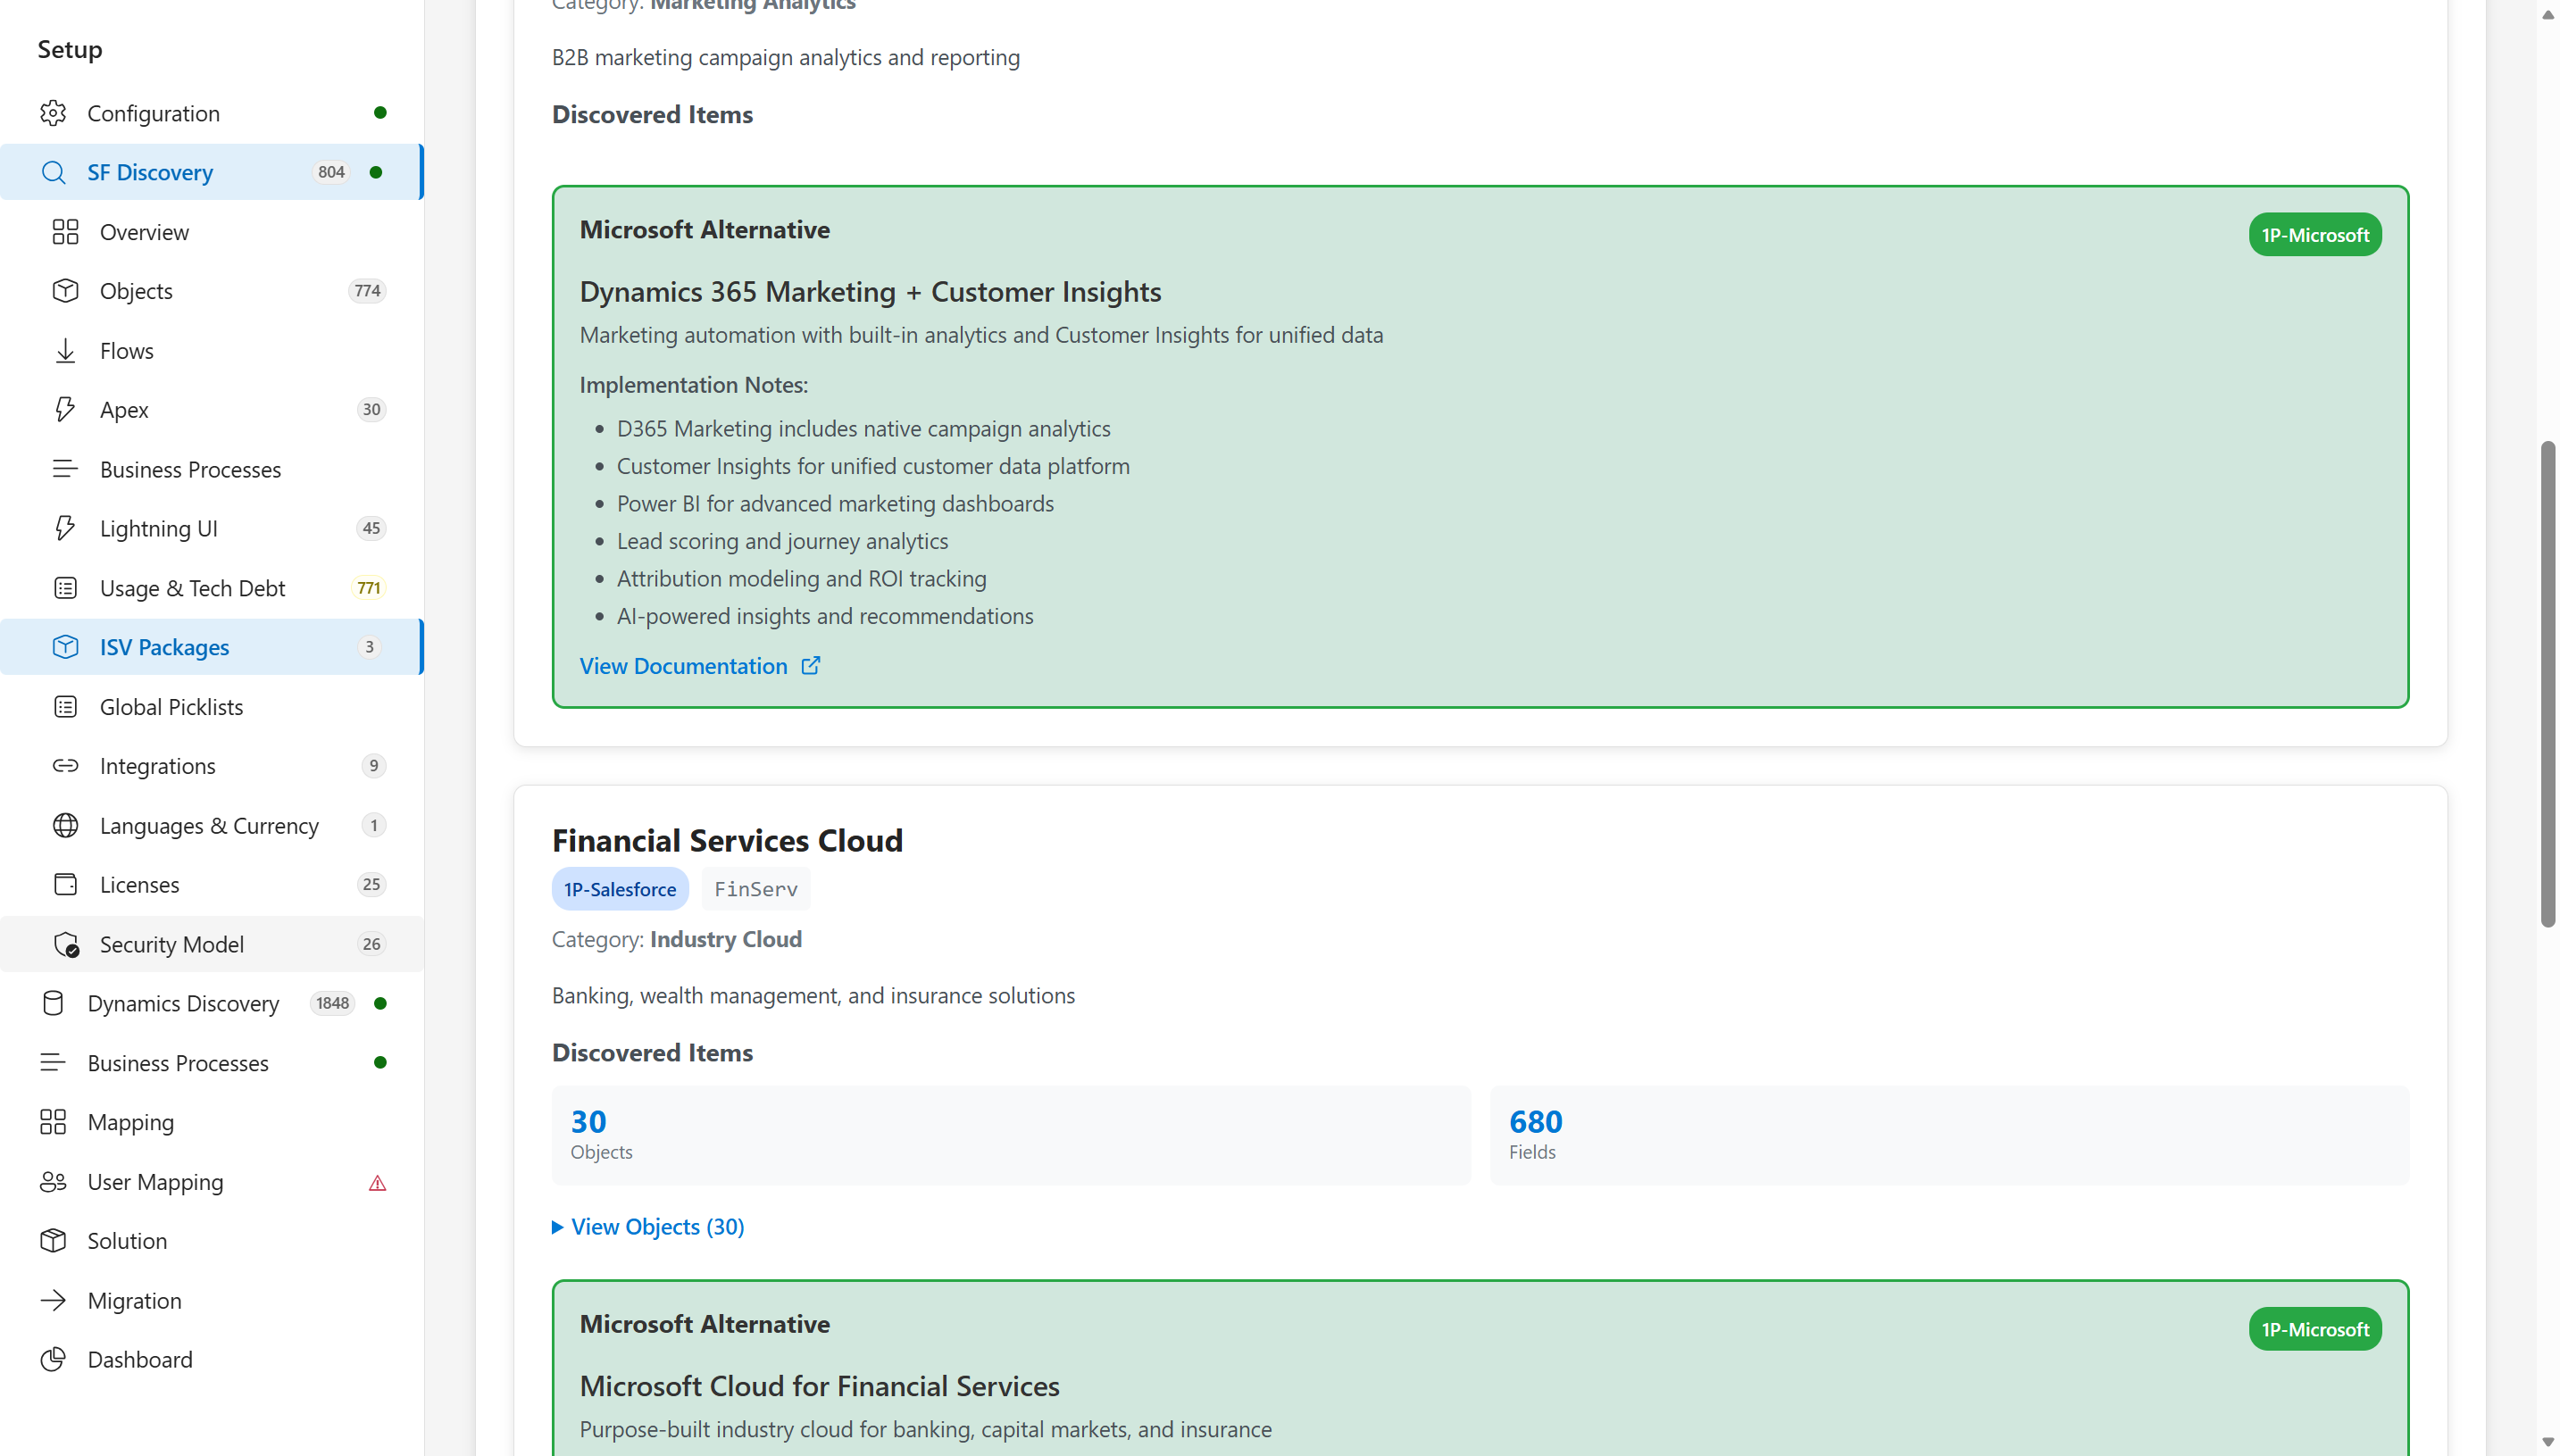 Setup
Configuration
SF Discovery 804
Overview
Objects 774
Flows
Apex 30
Business Processes
Lightning UI 45
Usage & Tech Debt 771
ISV Packages 3
Global Picklists
Integrations 9
Languages & Currency 1
Licenses 25
Security Model 26
Dynamics Discovery 1848
Business Processes
Mapping
User Mapping
Solution
Migration
Dashboard
Category: Marketing Analytics
B2B marketing campaign analytics and reporting
Discovered Items
Microsoft Alternative 1P-Microsoft
Dynamics 365 Marketing + Customer Insights
Marketing automation with built-in analytics and Customer Insights for unified data
Implementation Notes:
• D365 Marketing includes native campaign analytics
• Customer Insights for unified customer data platform
• Power BI for advanced marketing dashboards
• Lead scoring and journey analytics
• Attribution modeling and ROI tracking
• AI-powered insights and recommendations
View Documentation
Financial Services Cloud
1P-Salesforce FinServ
Category: Industry Cloud
Banking, wealth management, and insurance solutions
Discovered Items
30 680
Objects Fields
View Objects (30)
Microsoft Alternative 1P-Microsoft
Microsoft Cloud for Financial Services
Purpose-built industry cloud for banking, capital markets, and insurance